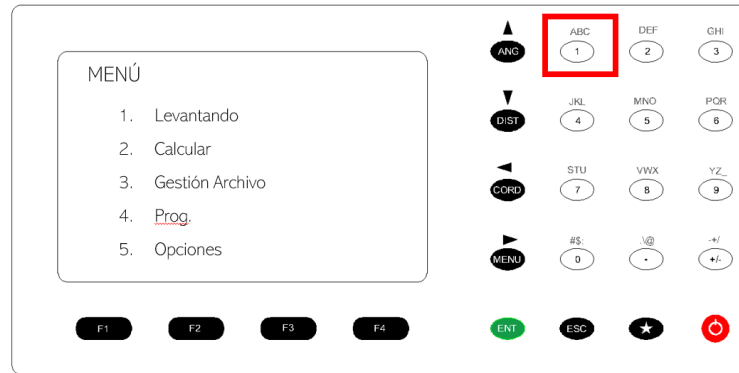 MENÚ
1. Levantando
2. Calcular
3. Gestión Archivo
4. Prog.
5. Opciones
F1 F2 F3 F4
ABC DEF GHI
ANG 1 2 3
JKL MNO PQR
DIST 4 5 6
STU VWX YZ_
CORD 7 8 9
#$; .\@ -+/
MENU 0 . +/-
ENT ESC